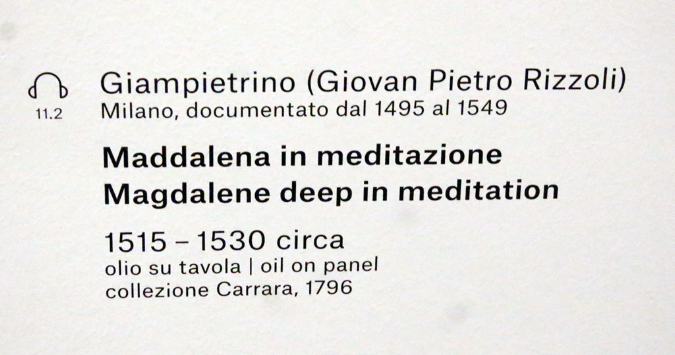 Giampietrino (Giovan Pietro Rizzoli)
11.2 Milano, documentato dal 1495 al 1549
Maddalena in meditazione
Magdalene deep in meditation
1515 – 1530 circa
olio su tavola | oil on panel
collezione Carrara, 1796